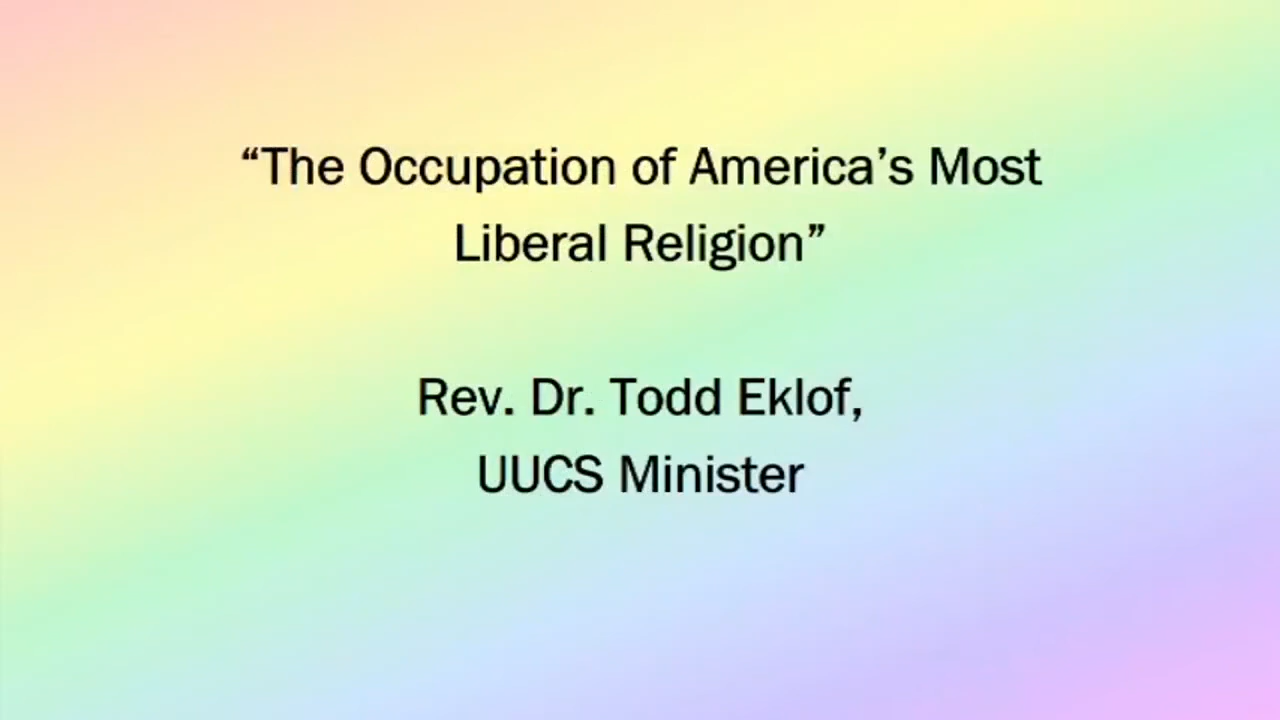 “The Occupation of America’s Most
Liberal Religion”
Rev. Dr. Todd Eklof,
UUCS Minister